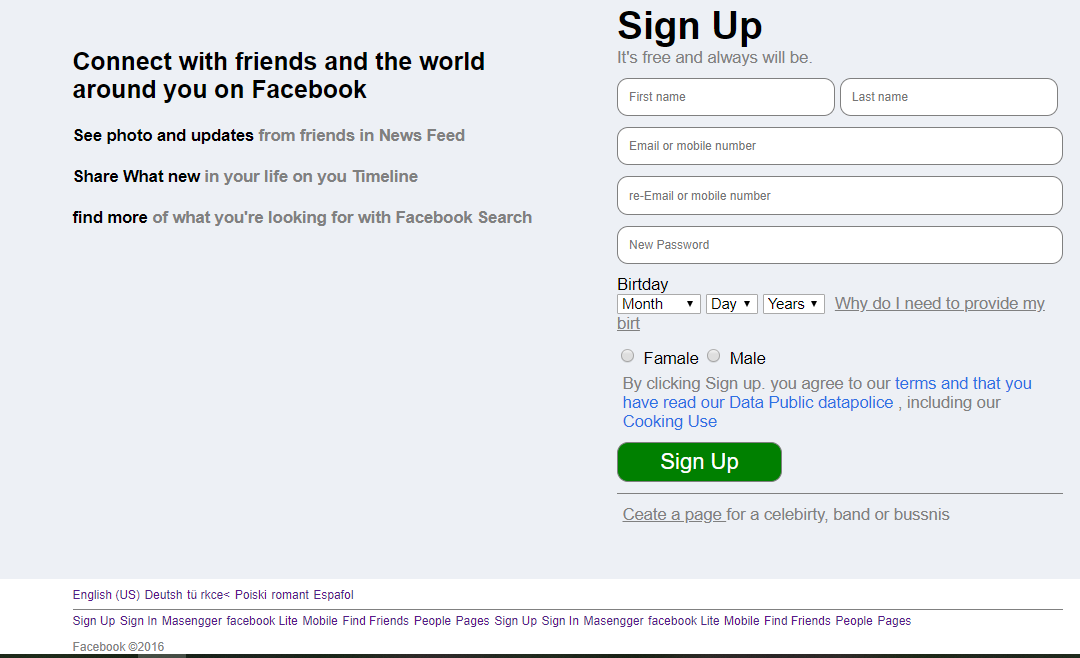 Connect with friends and the world
around you on Facebook
See photo and updates from friends in News Feed
Share What new in your life on you Timeline
find more of what you're looking for with Facebook Search
Sign Up
It's free and always will be.
First name Last name
Email or mobile number
re-Email or mobile number
New Password
Birtday
Month Day Years Why do I need to provide my
birt
Famale Male
By clicking Sign up. you agree to our terms and that you
have read our Data Public datapolice , including our
Cooking Use
Sign Up
Ceate a page for a celebirty, band or bussnis
English (US) Deutsh tü rkce< Poiski romant Espafol
Sign Up Sign In Masengger facebook Lite Mobile Find Friends People Pages Sign Up Sign In Masengger facebook Lite Mobile Find Friends People Pages
Facebook ©2016